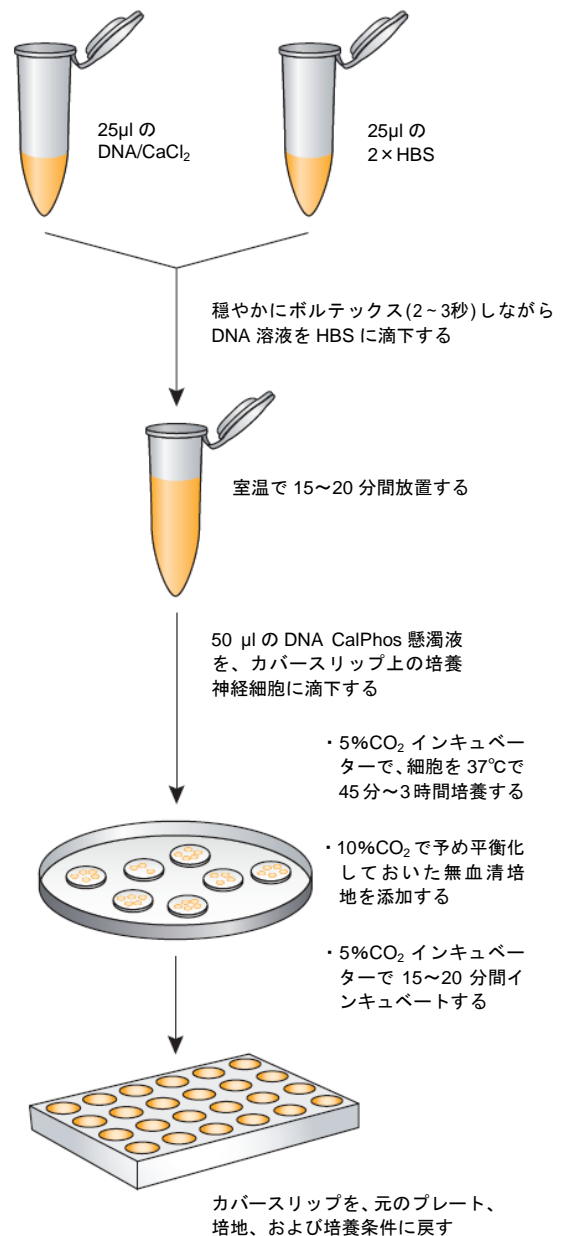 25µl の
DNA/CaCl₂
25µl の
2×HBS
穏やかにボルテックス(2~3秒)しながら
DNA 溶液を HBS に滴下する
室温で 15〜20 分間放置する
50 µl の DNA CalPhos 懸濁液
を、カバースリップ上の培養
神経細胞に滴下する
・5%CO₂ インキュベー
ターで、細胞を 37℃で
45分〜3時間培養する
・10%CO₂ で予め平衡化
しておいた無血清培
地を添加する
・5%CO₂ インキュベー
ターで 15〜20 分間イ
ンキュベートする
カバースリップを、元のプレート、
培地、および培養条件に戻す